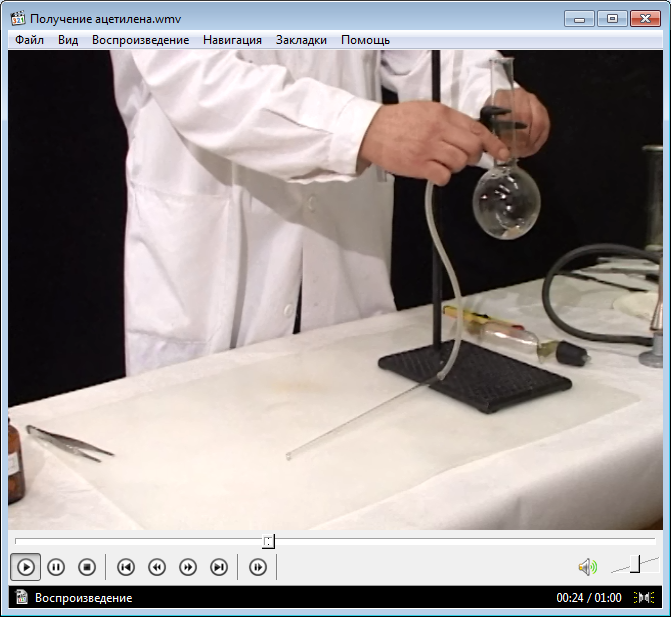 Получение ацетилена.wmv
Файл Вид Воспроизведение Навигация Закладки Помощь
Воспроизведение 00:24 / 01:00